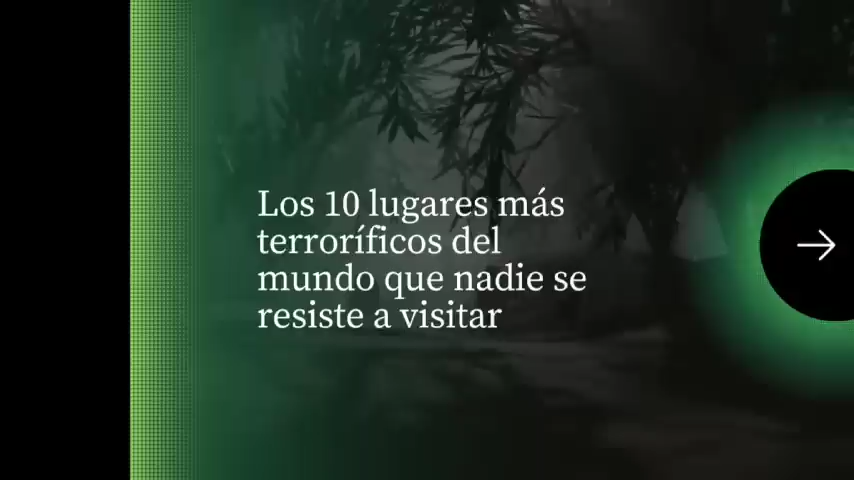 Los 10 lugares más
terroríficos del
mundo que nadie se
resiste a visitar